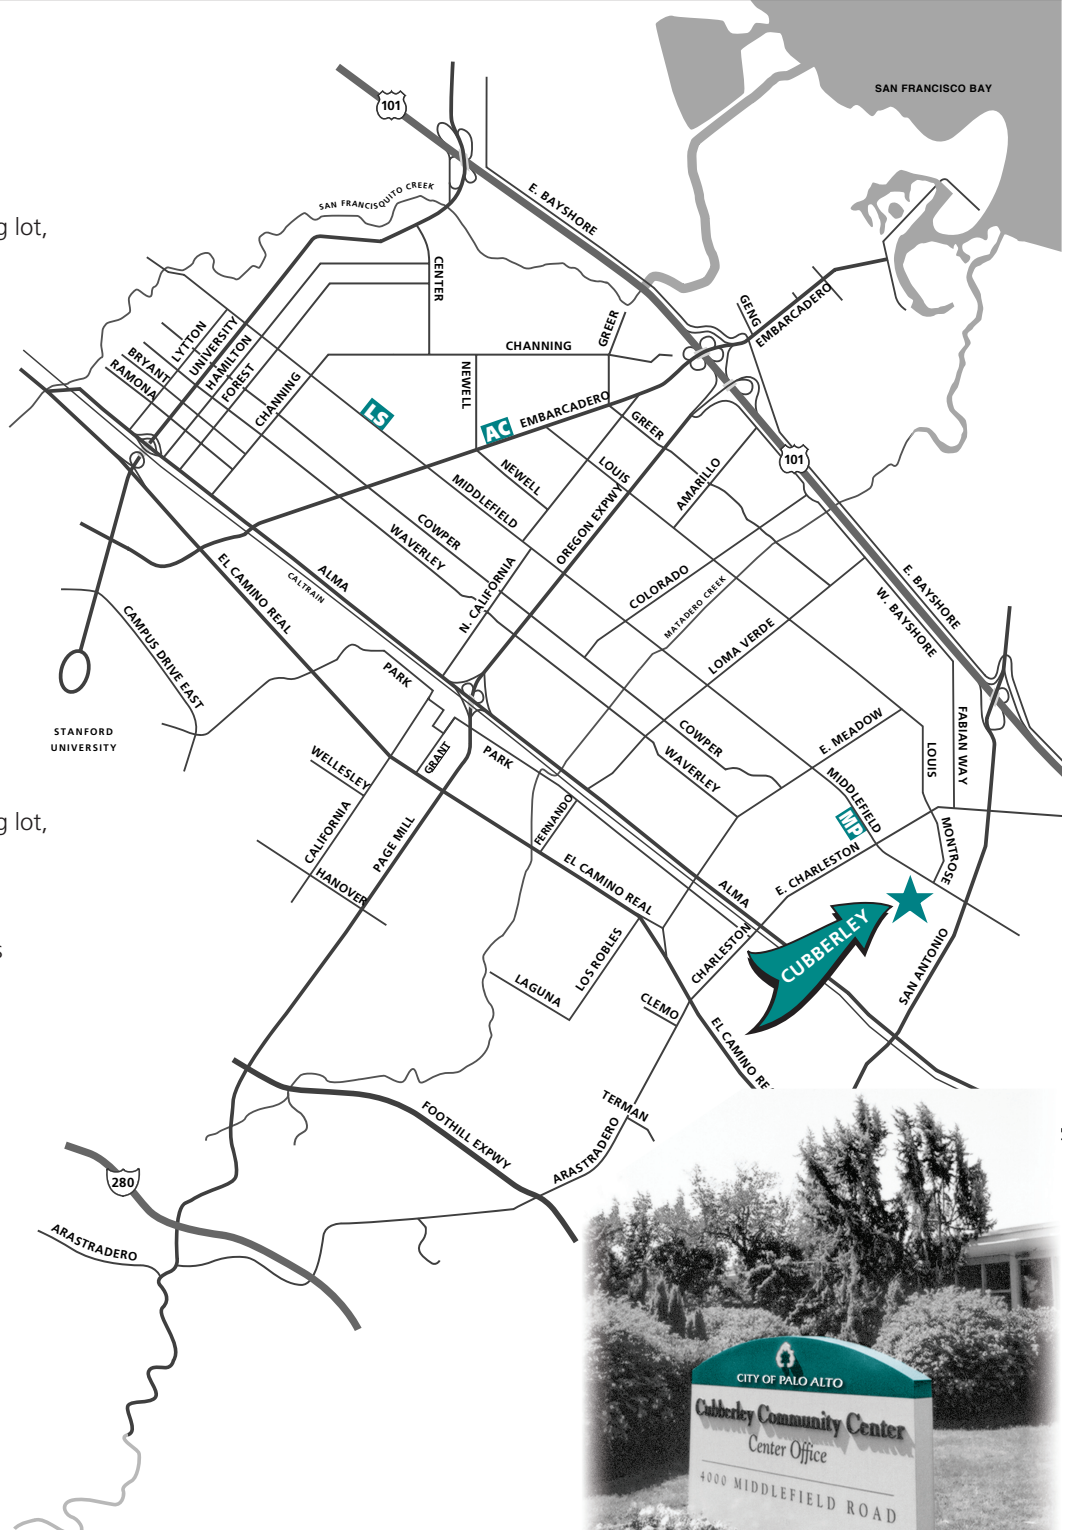 SAN FRANCISCO BAY
101
E. BAYSHORE
SAN FRANCISQUITO CREEK
g lot,
CENTER
GENG
EMBARCADERO
GREER
CHANNING
LYTTON
UNIVERSITY
HAMILTON
FOREST
BRYANT
RAMONA
CHANNING
NEWELL
LS
AC
EMBARCADERO
GREER
101
LOUIS
AMARILLO
NEWELL
MIDDLEFIELD
OREGON EXPWY
COWPER
WAVERLEY
EL CAMINO REAL
ALMA
CALTRAIN
N. CALIFORNIA
COLORADO
MATADERO CREEK
LOMA VERDE
E. BAYSHORE
W. BAYSHORE
CAMPUS DRIVE EAST
STANFORD
UNIVERSITY
PARK
GRANT
PARK
COWPER
WAVERLEY
E. MEADOW
LOUIS
FABIAN WAY
WELLESLEY
CALIFORNIA
PAGE MILL
HANOVER
FERNANDO
MIDDLEFIELD
MP
MONTROSE
g lot,
EL CAMINO REAL
ALMA
E. CHARLESTON
CUBBERLEY
CHARLESTON
SAN ANTONIO
s
LOS ROBLES
LAGUNA
CLEMO
EL CAMINO RE
TERMAN
ARASTRADERO
FOOTHILL EXPWY
280
ARASTRADERO
CITY OF PALO ALTO
Cubberley Community Center
Center Office
4000 MIDDLEFIELD ROAD